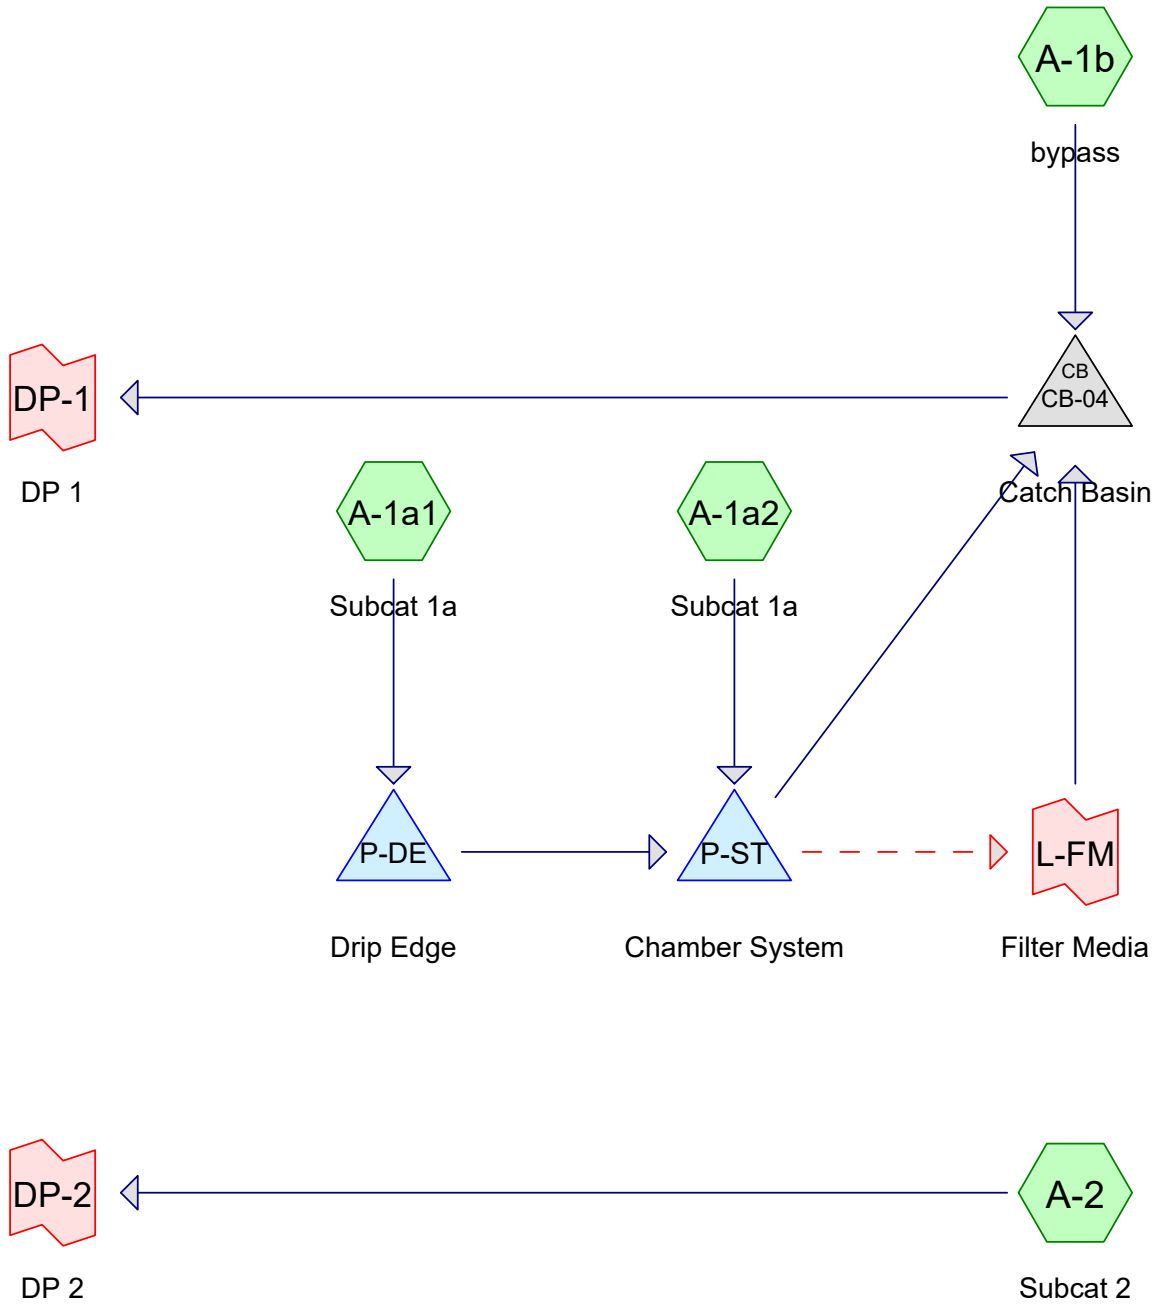 A-1b
bypass
CB
CB-04
Catch Basin
DP-1
DP 1
A-1a1
Subcat 1a
A-1a2
Subcat 1a
P-DE
Drip Edge
P-ST
Chamber System
L-FM
Filter Media
DP-2
DP 2
A-2
Subcat 2